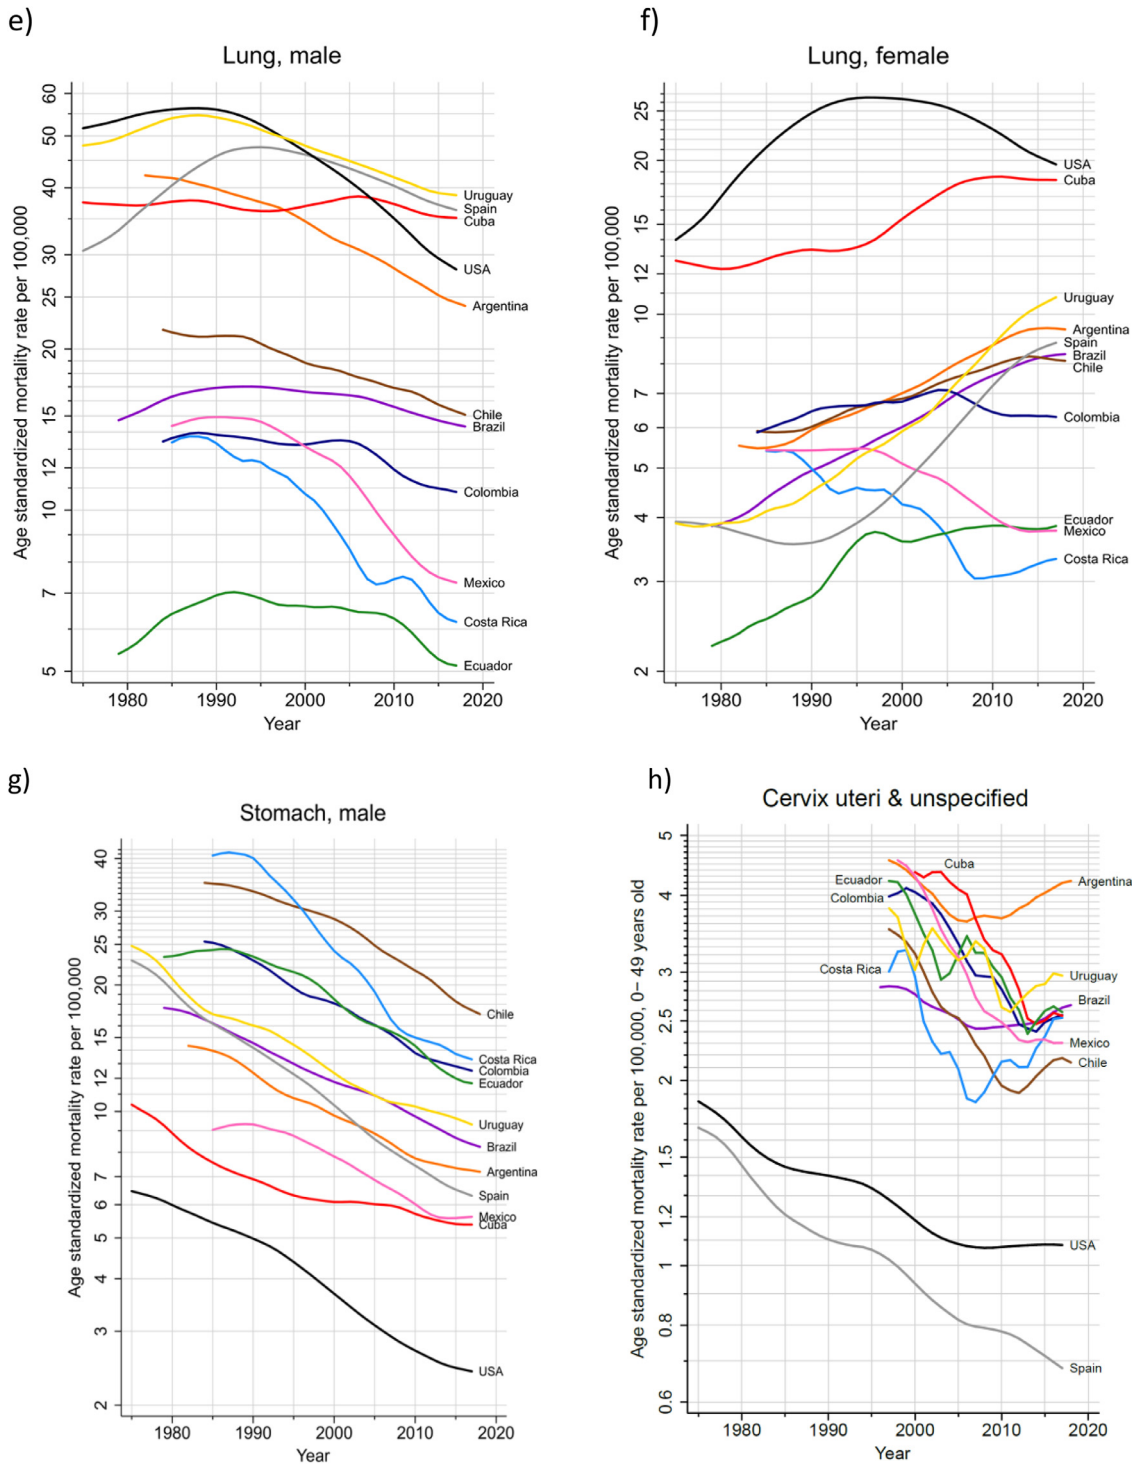 e)
Lung, male
Age standardized mortality rate per 100,000
60
50
40
30
25
20
15
12
10
7
5
Uruguay
Spain
Cuba
USA
Argentina
Chile
Brazil
Colombia
Mexico
Costa Rica
Ecuador
1980 1990 2000 2010 2020
Year
f)
Lung, female
Age standardized mortality rate per 100,000
25
20
15
12
10
7
6
5
4
3
2
USA
Cuba
Uruguay
Argentina
Spain
Brazil
Chile
Colombia
Ecuador
Mexico
Costa Rica
1980 1990 2000 2010 2020
Year
g)
Stomach, male
Age standardized mortality rate per 100,000
40
30
25
20
15
12
10
7
6
5
4
3
2
Chile
Costa Rica
Colombia
Ecuador
Uruguay
Brazil
Argentina
Spain
Mexico
Cuba
USA
1980 1990 2000 2010 2020
Year
h)
Cervix uteri & unspecified
Age standardized mortality rate per 100,000, 0– 49 years old
5
4
3
2.5
2
1.5
1.2
1
0.8
0.6
Cuba
Ecuador
Colombia
Costa Rica
Argentina
Uruguay
Brazil
Mexico
Chile
USA
Spain
1980 1990 2000 2010 2020
Year